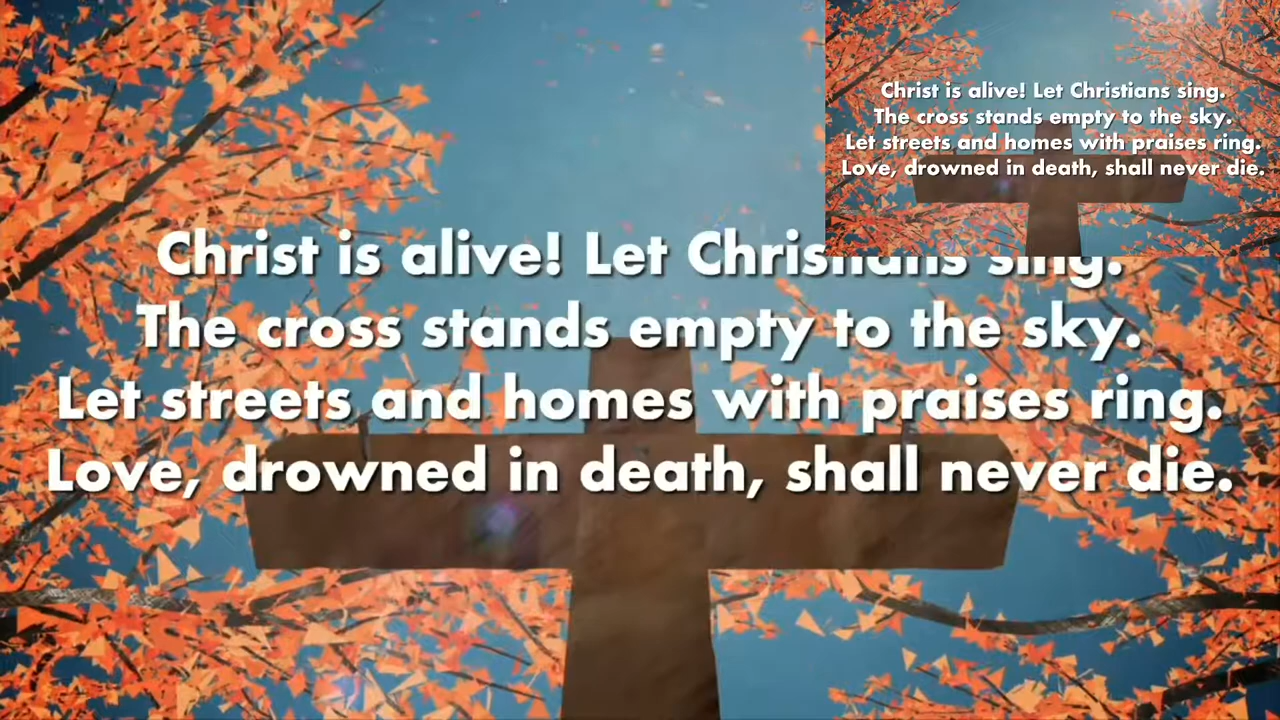 Christ is alive! Let Christians sing.
The cross stands empty to the sky.
Let streets and homes with praises ring.
Love, drowned in death, shall never die.
Christ is alive! Let Christians sing.
The cross stands empty to the sky.
Let streets and homes with praises ring.
Love, drowned in death, shall never die.